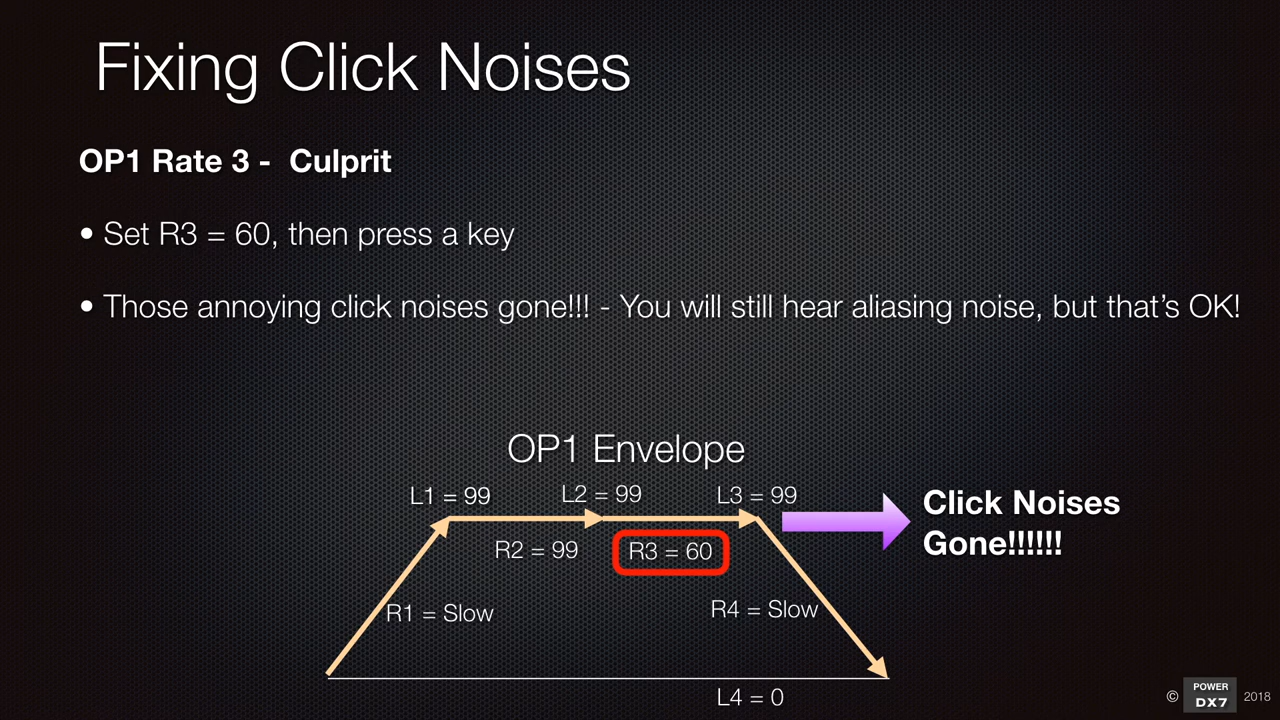 Fixing Click Noises
OP1 Rate 3 - Culprit
• Set R3 = 60, then press a key
• Those annoying click noises gone!!! - You will still hear aliasing noise, but that's OK!
OP1 Envelope
L1 = 99
L2 = 99
L3 = 99
Click Noises
Gone!!!!!!
R2 = 99
R3 = 60
R1 = Slow
R4 = Slow
L4 = 0
© POWER DX7 2018